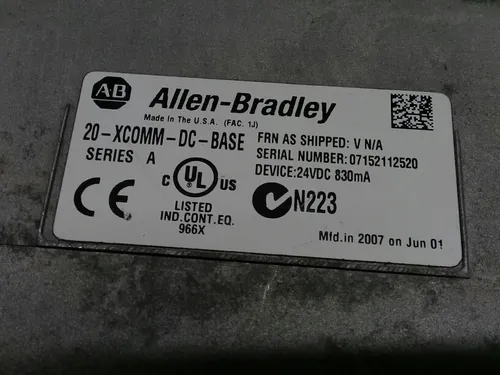 AB Allen-Bradley
Made in The U.S.A. (FAC. 1J)
20-XCOMM-DC-BASE
SERIES A
FRN AS SHIPPED: V N/A
SERIAL NUMBER: 07152112520
DEVICE:24VDC 830mA
C UL US
LISTED
IND.CONT.EQ.
966X
CE
N223
Mfd.in 2007 on Jun 01